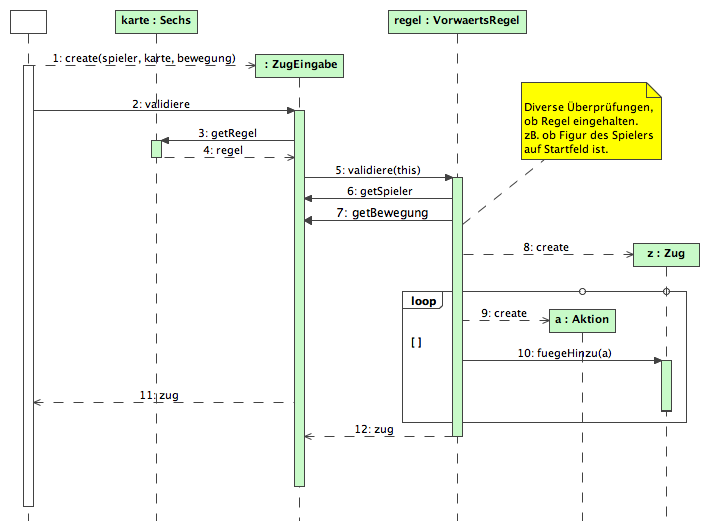 karte : Sechs
regel : VorwaertsRegel
1: create(spieler, karte, bewegung)
: ZugEingabe
2: validiere
Diverse Überprüfungen,
ob Regel eingehalten.
zB. ob Figur des Spielers
auf Startfeld ist.
3: getRegel
4: regel
5: validiere(this)
6: getSpieler
7: getBewegung
8: create
z : Zug
loop
9: create
a : Aktion
[ ]
10: fuegeHinzu(a)
11: zug
12: zug